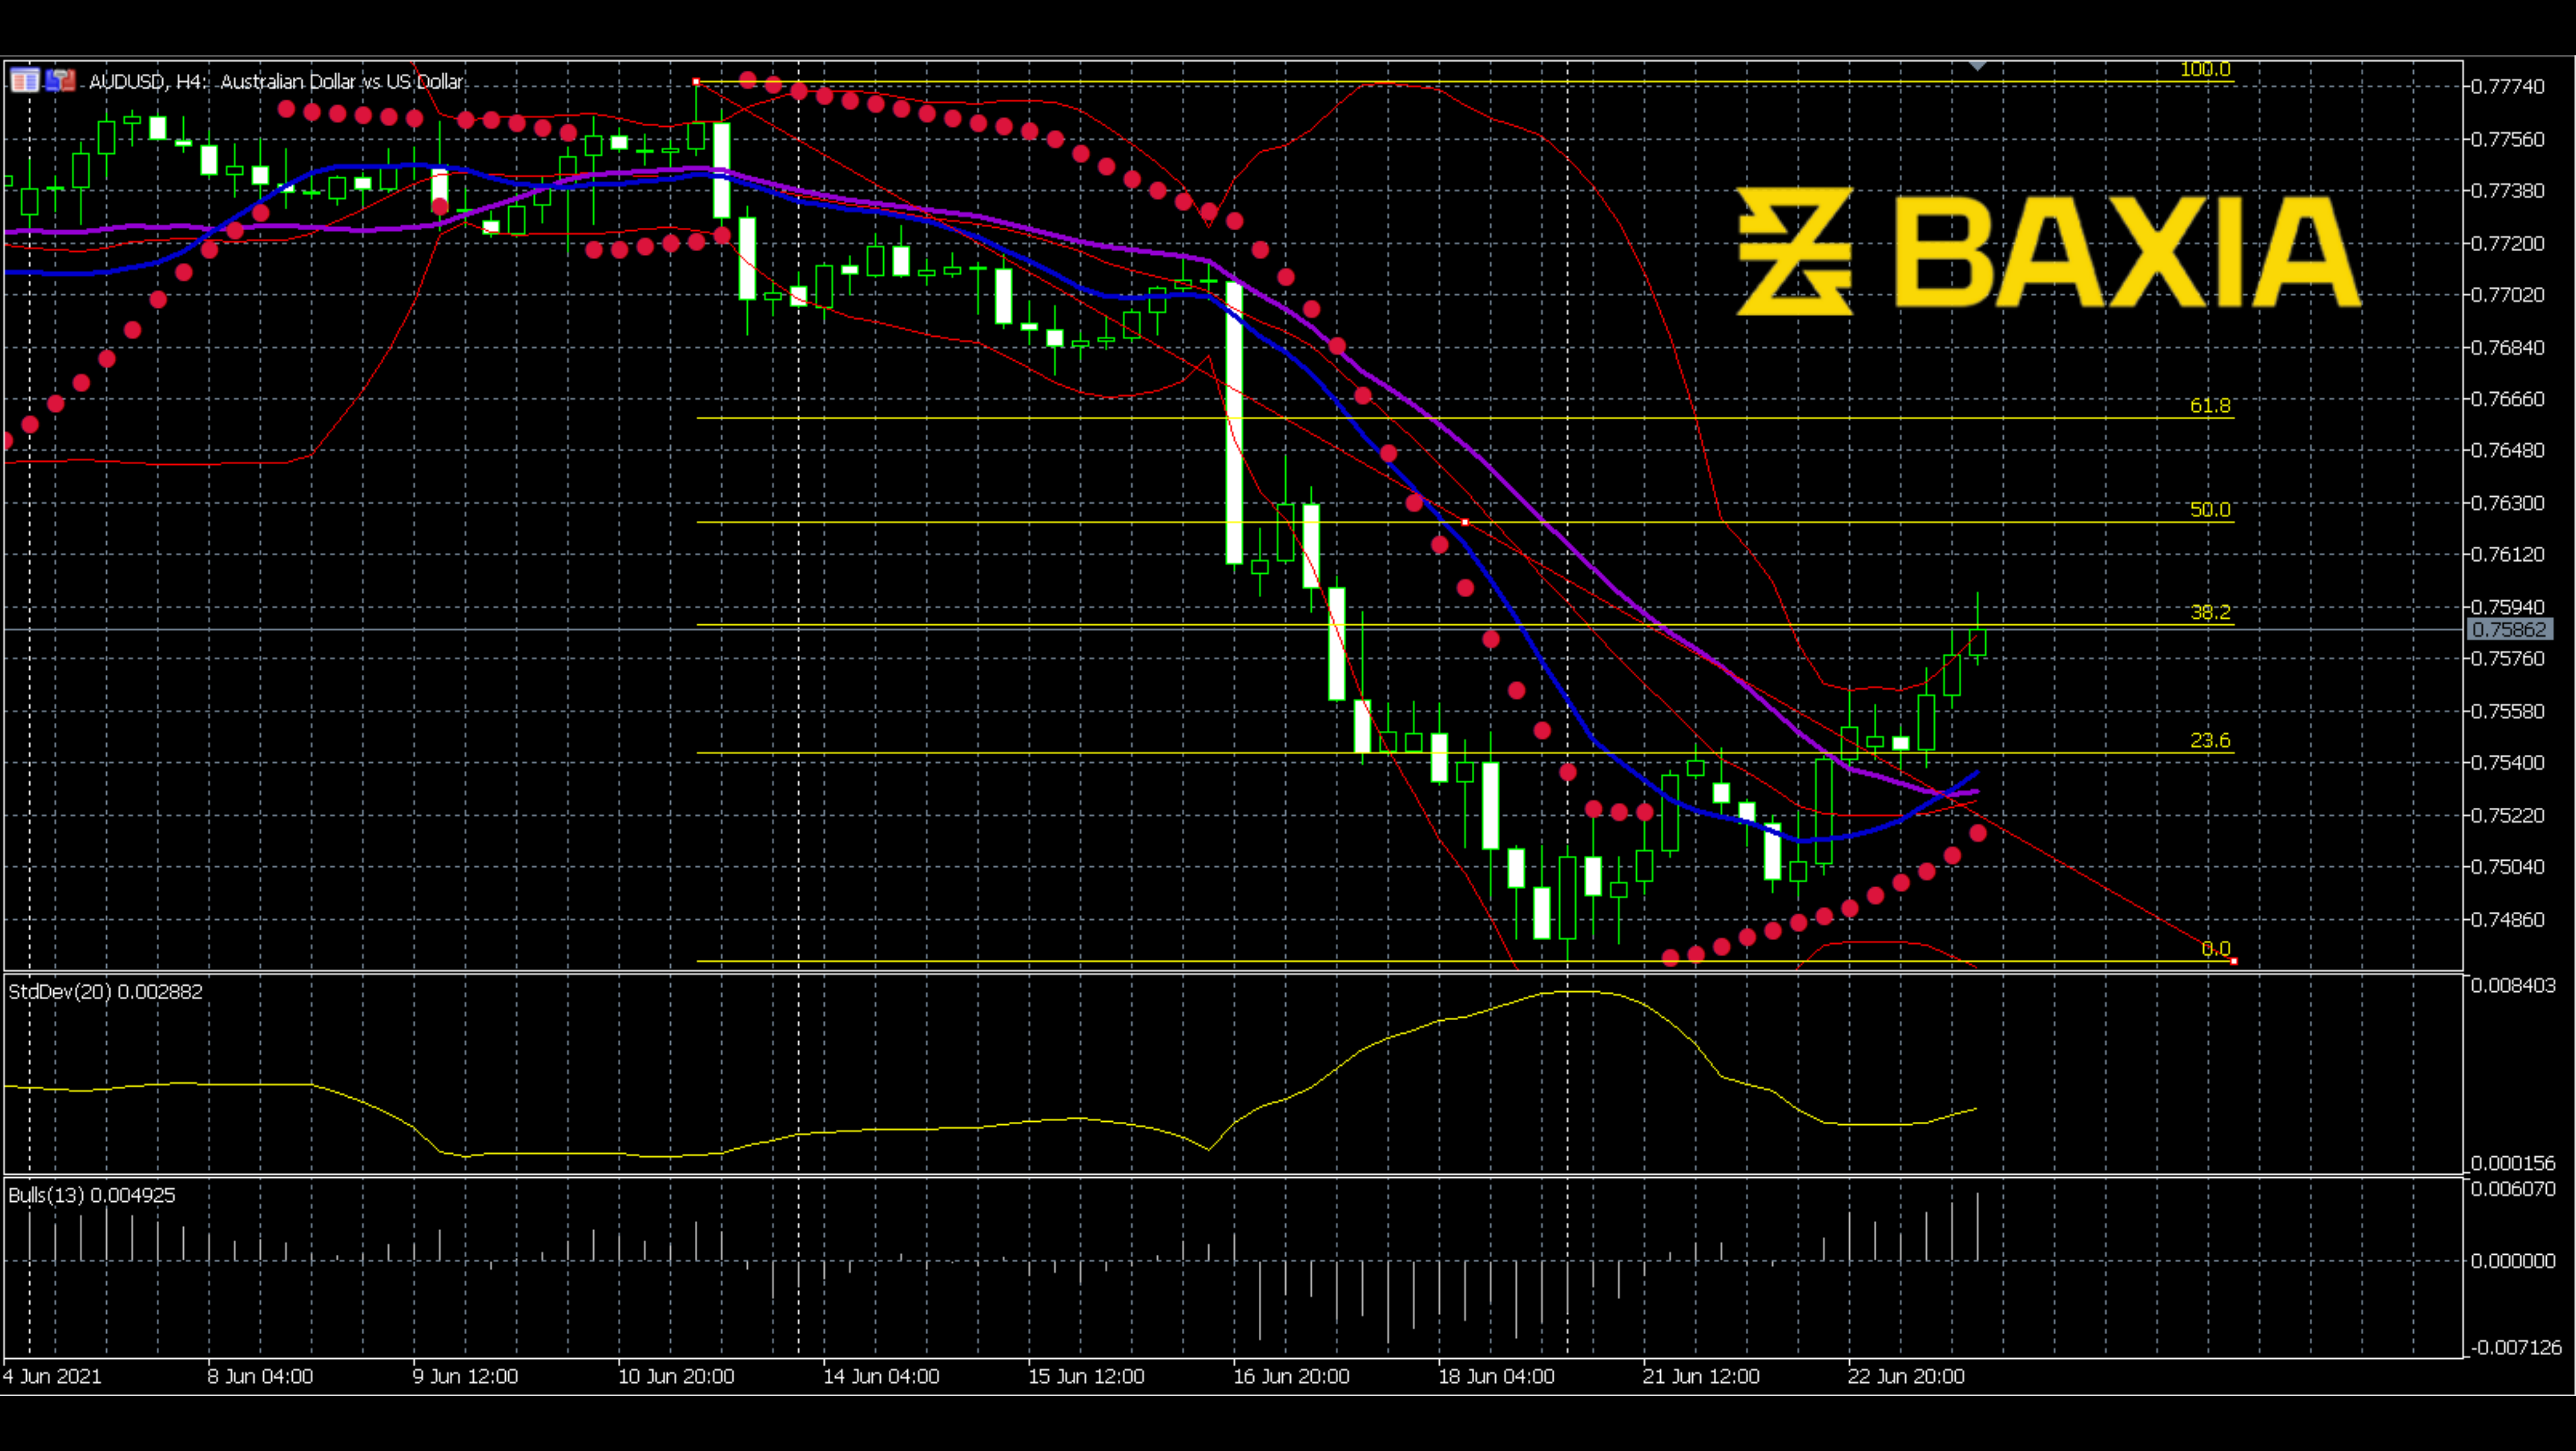 AUDUSD, H4: Australian Dollar vs US Dollar
BAXIA
100.0
61.8
50.0
38.2
23.6
0.0
0.77740
0.77560
0.77380
0.77200
0.77020
0.76840
0.76660
0.76480
0.76300
0.76120
0.75940
0.75862
0.75760
0.75580
0.75400
0.75220
0.75040
0.74860
StdDev(20) 0.002882
0.008403
0.000156
Bulls(13) 0.004925
0.006070
0.000000
-0.007126
4 Jun 2021
8 Jun 04:00
9 Jun 12:00
10 Jun 20:00
14 Jun 04:00
15 Jun 12:00
16 Jun 20:00
18 Jun 04:00
21 Jun 12:00
22 Jun 20:00